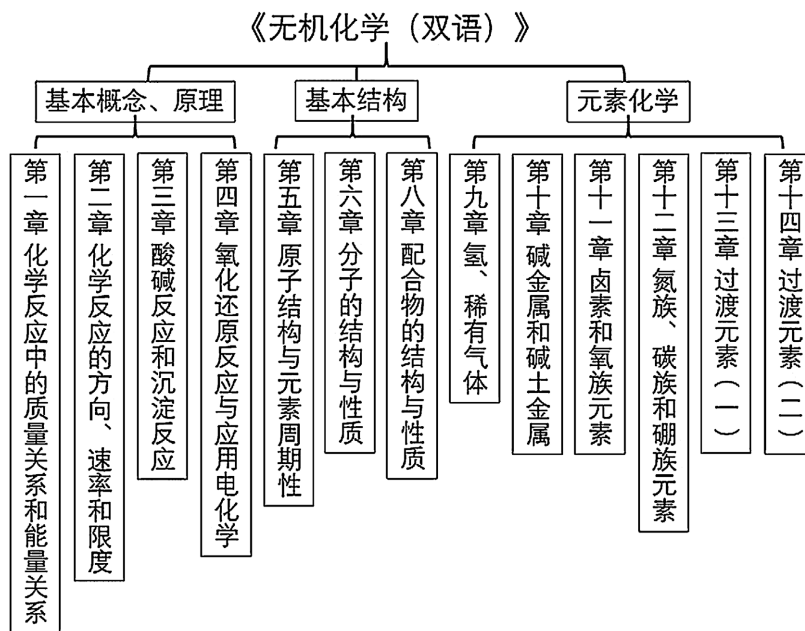 《无机化学（双语）》
基本概念、原理
基本结构
元素化学
第一章 化学反应中的质量关系和能量关系
第二章 化学反应的方向、速率和限度
第三章 酸碱反应和沉淀反应
第四章 氧化还原反应与应用电化学
第五章 原子结构与元素周期性
第六章 分子的结构与性质
第八章 配合物的结构与性质
第九章 氢、稀有气体
第十章 碱金属和碱土金属
第十一章 卤素和氧族元素
第十二章 氮族、碳族和硼族元素
第十三章 过渡元素（一）
第十四章 过渡元素（二）